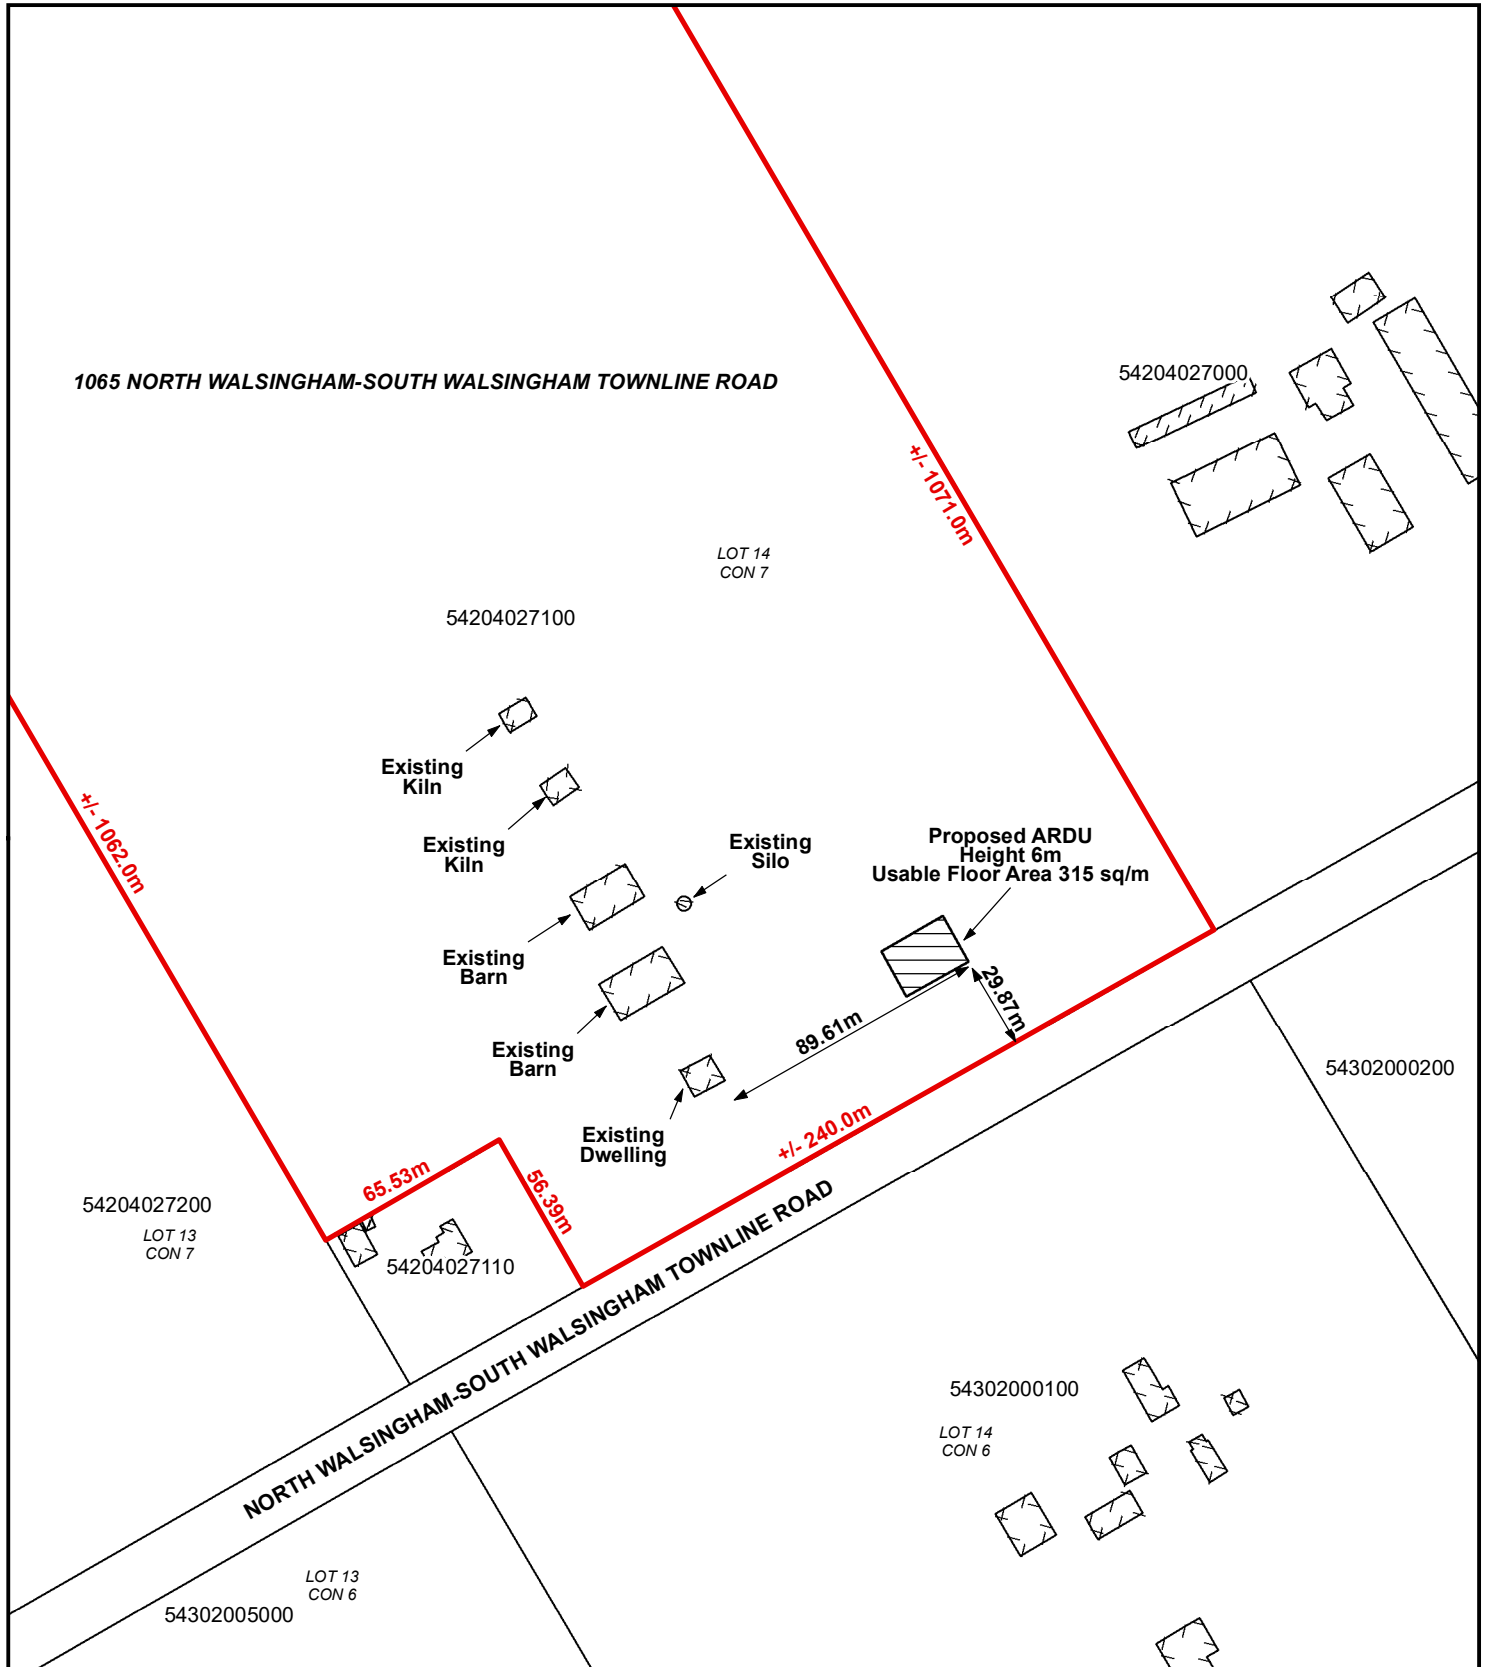 1065 NORTH WALSINGHAM-SOUTH WALSINGHAM TOWNLINE ROAD
54204027000
+/- 1071.0m
LOT 14
CON 7
54204027100
Existing
Kiln
+/- 1062.0m
Existing
Kiln
Existing
Silo
Proposed ARDU
Height 6m
Usable Floor Area 315 sq/m
Existing
Barn
29.87m
89.61m
Existing
Barn
54302000200
Existing
Dwelling
+/- 240.0m
65.53m
56.39m
54204027200
LOT 13
CON 7
54204027110
NORTH WALSINGHAM-SOUTH WALSINGHAM TOWNLINE ROAD
54302000100
LOT 14
CON 6
LOT 13
CON 6
54302005000